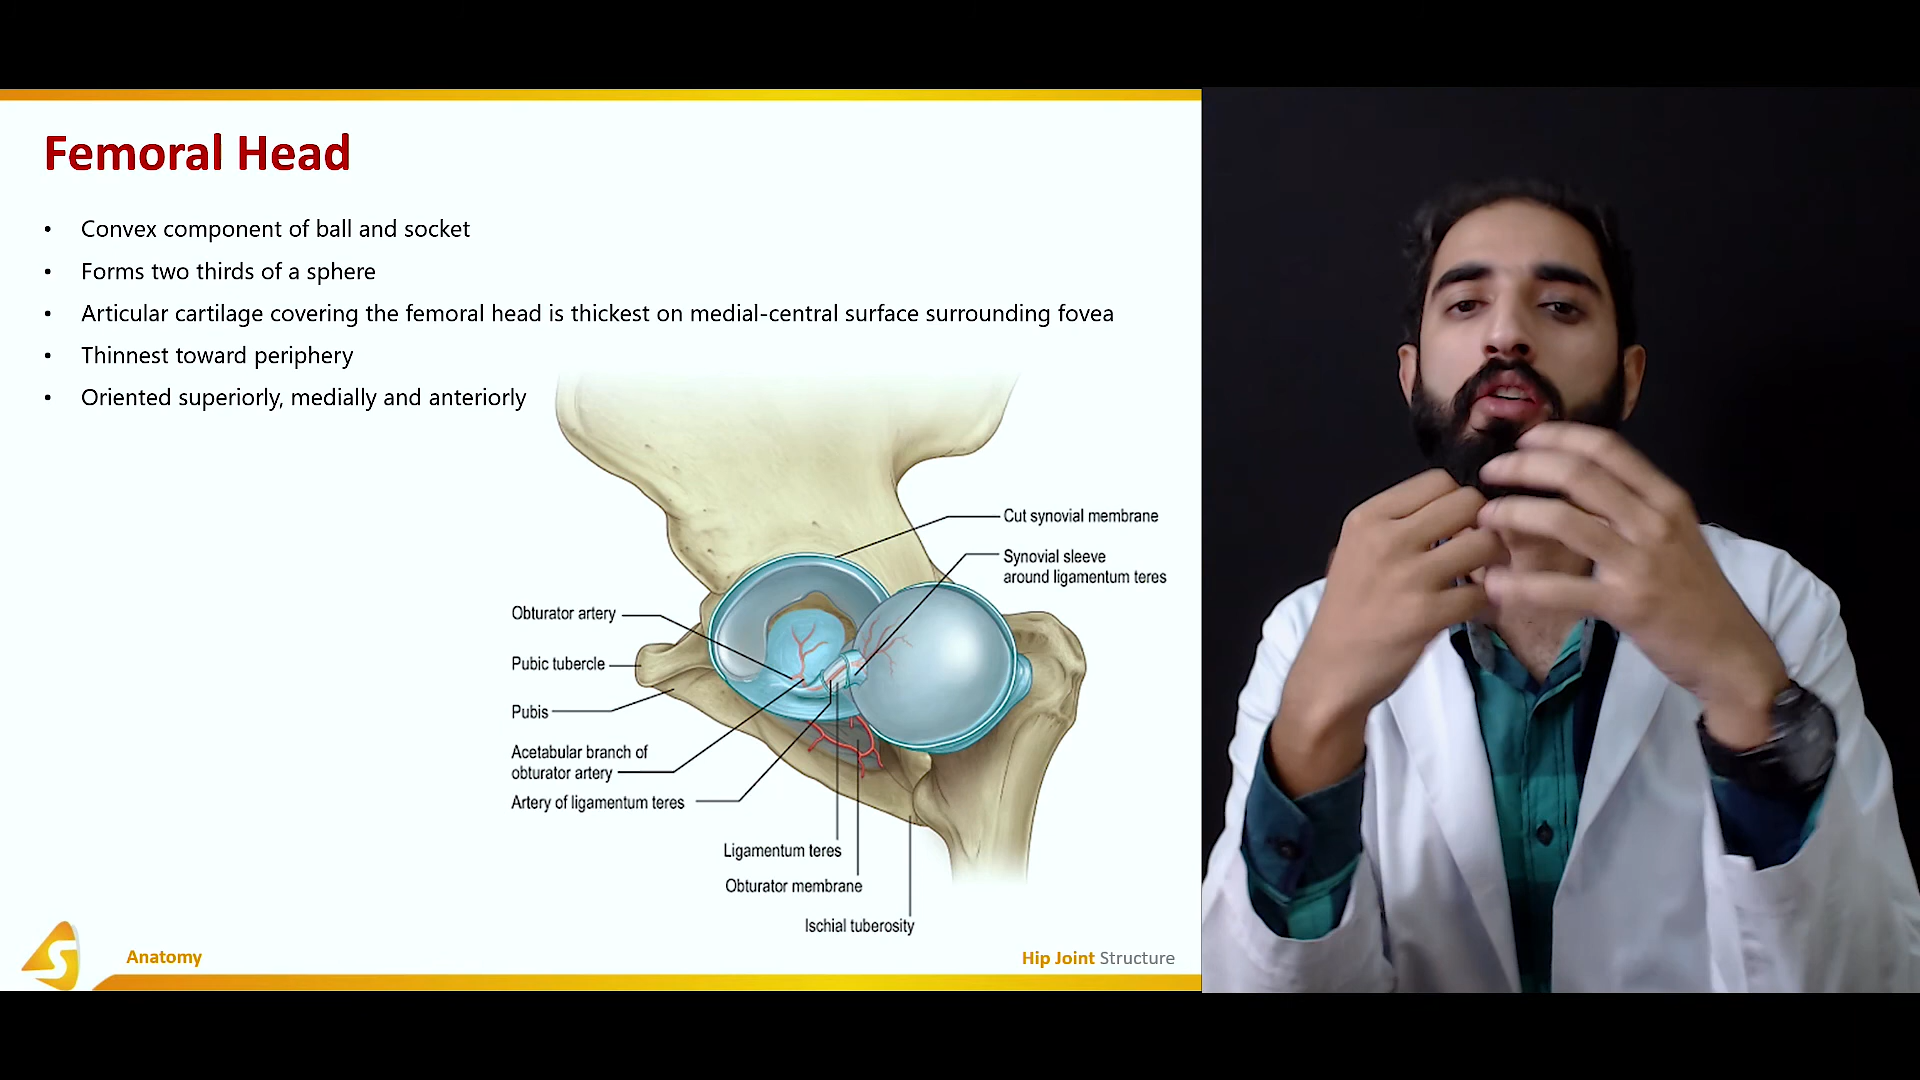 Femoral Head
• Convex component of ball and socket
• Forms two thirds of a sphere
• Articular cartilage covering the femoral head is thickest on medial-central surface surrounding fovea
• Thinnest toward periphery
• Oriented superiorly, medially and anteriorly
Cut synovial membrane
Synovial sleeve
around ligamentum teres
Obturator artery
Pubic tubercle
Pubis
Acetabular branch of
obturator artery
Artery of ligamentum teres
Ligamentum teres
Obturator membrane
Ischial tuberosity
S
Anatomy
Hip Joint Structure